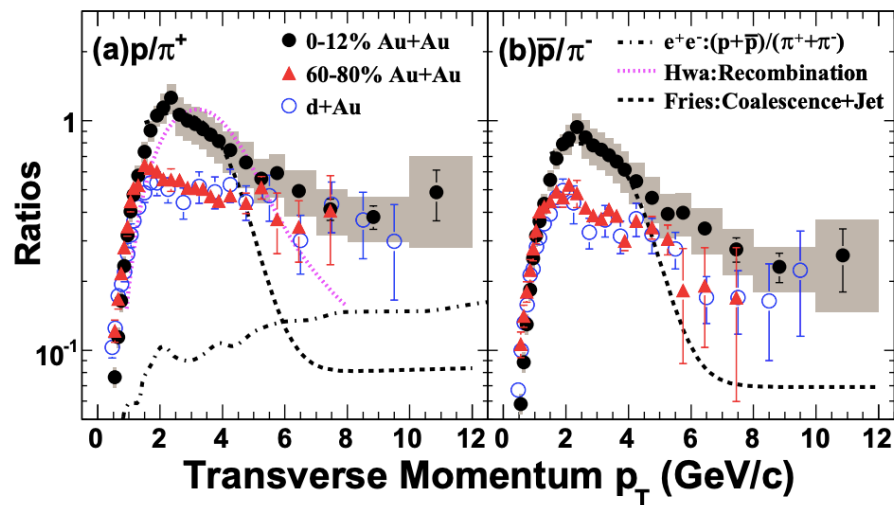 (a)p/π⁺
0-12% Au+Au
60-80% Au+Au
d+Au
(b)p̅/π⁻
e⁺e⁻:(p+p̅)/(π⁺+π⁻)
Hwa:Recombination
Fries:Coalescence+Jet
Ratios
1
10⁻¹
0 2 4 6 8 10 12
0 2 4 6 8 10 12
Transverse Momentum p_T (GeV/c)